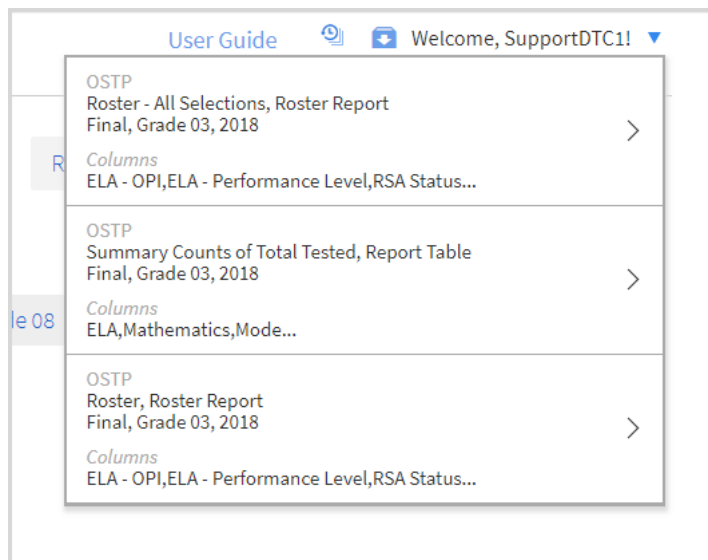 User Guide
Welcome, SupportDTC1!
OSTP
Roster - All Selections, Roster Report
Final, Grade 03, 2018
Columns
ELA - OPI,ELA - Performance Level,RSA Status...
OSTP
Summary Counts of Total Tested, Report Table
Final, Grade 03, 2018
Columns
ELA,Mathematics,Mode...
le 08
OSTP
Roster, Roster Report
Final, Grade 03, 2018
Columns
ELA - OPI,ELA - Performance Level,RSA Status...